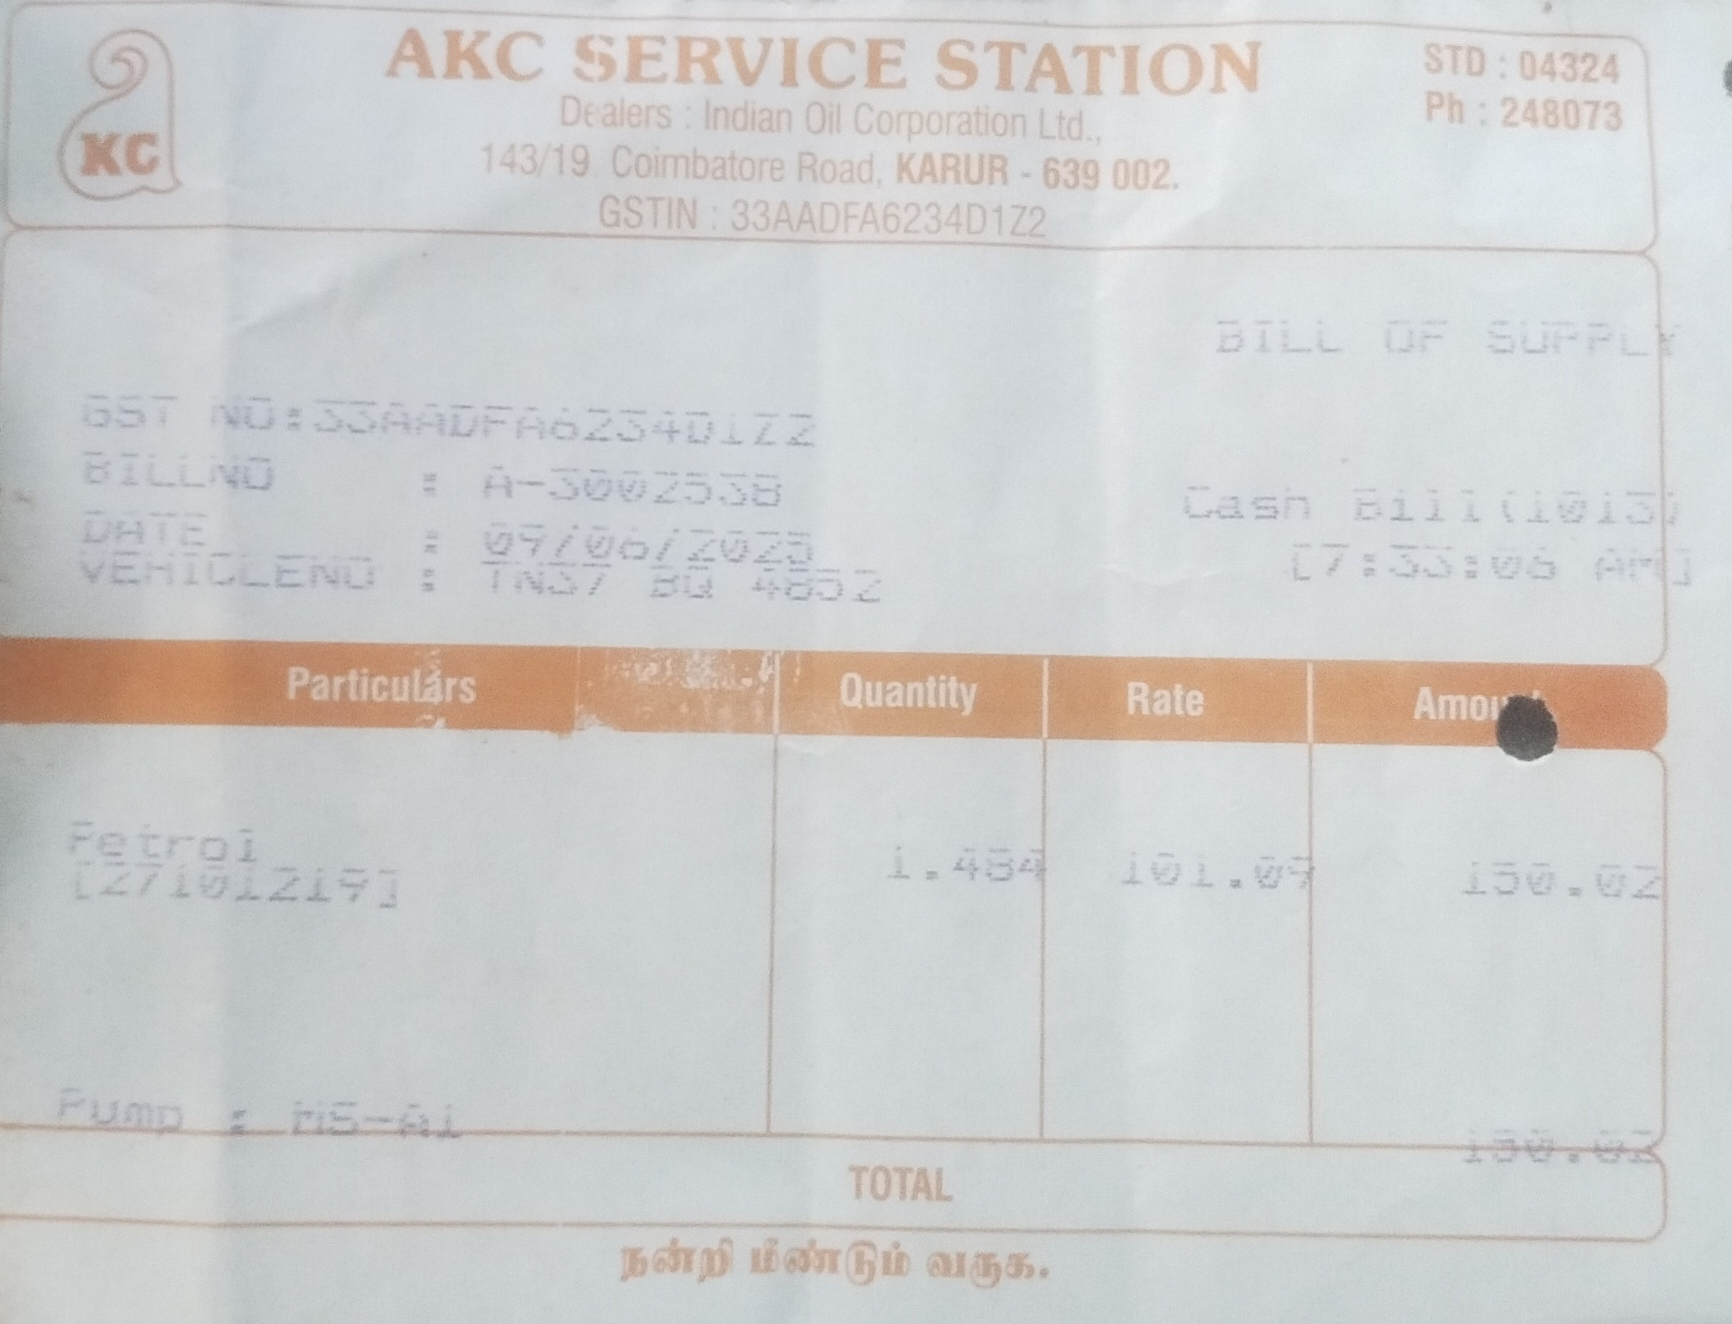 AKC SERVICE STATION
STD : 04324
Dealers : Indian Oil Corporation Ltd.,
Ph : 248073
KC
143/19 Coimbatore Road, KARUR - 639 002.
GSTIN : 33AADFA6234D1Z2
BILL OF SUPPLY
GST NO:33AADFA6234D1Z2
BILLNO : A-3002538
Cash Bill(1013)
DATE : 09/06/2025
[7:33:06 AM]
VEHICLENO : TN37 BQ 4852
Particulars Quantity Rate Amount
Petrol 1.484 101.09 150.02
[27101219]
Pump : MS-A1
150.02
TOTAL
நன்றி மீண்டும் வருக.